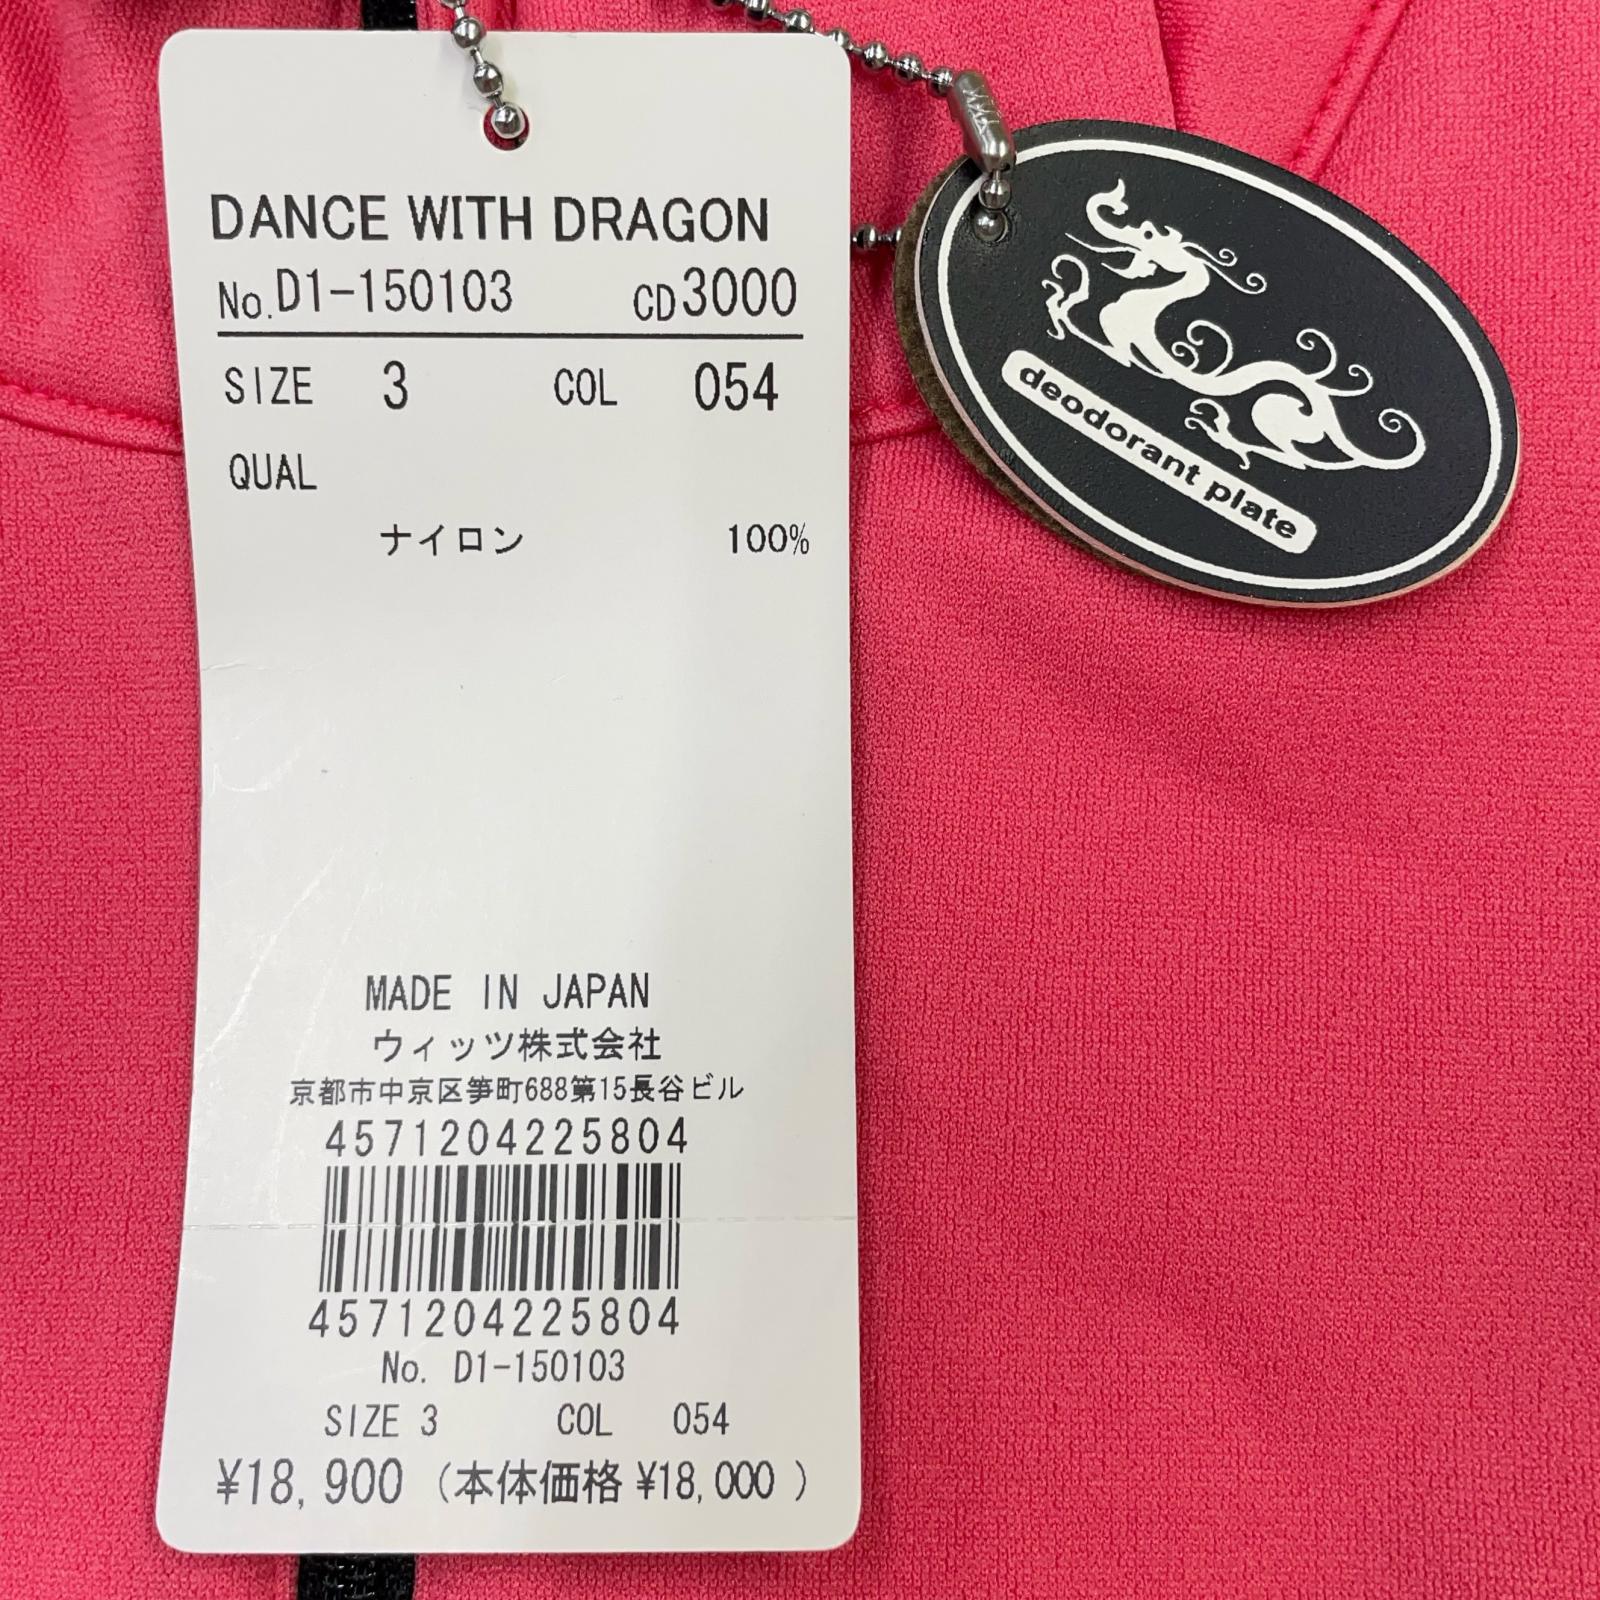 DANCE WITH DRAGON
No. D1-150103 CD 3000
SIZE 3 COL 054
QUAL
ナイロン 100%
MADE IN JAPAN
ウィッツ株式会社
京都市中京区笋町688第15長谷ビル
4571204225804
4571204225804
No. D1-150103
SIZE 3 COL 054
¥18,900 (本体価格 ¥18,000 )
deodorant plate